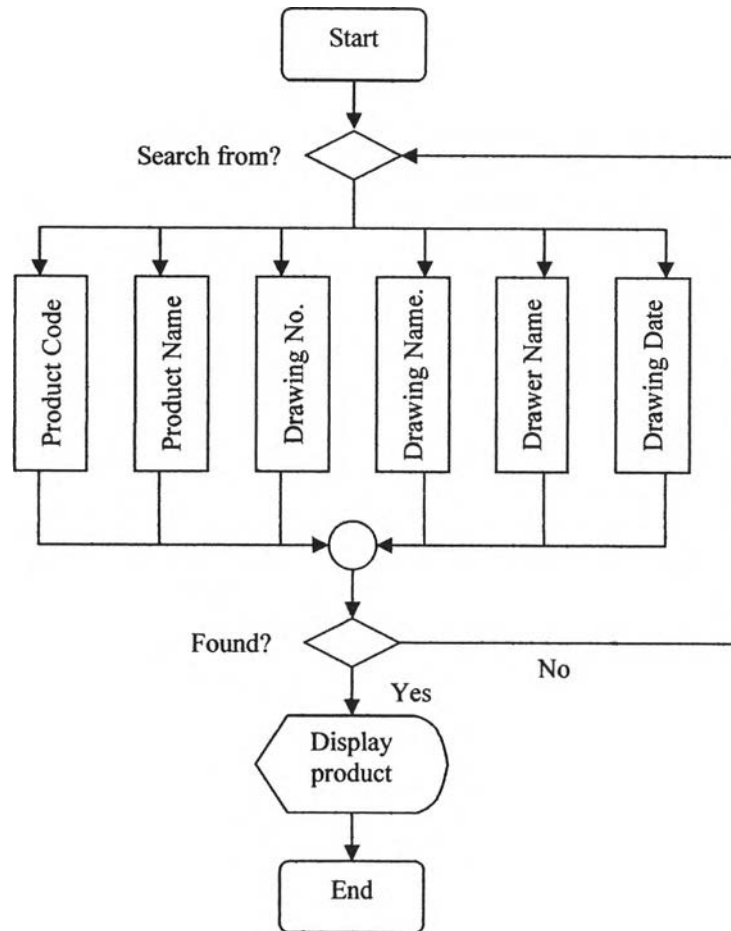 Start
Search from?
Product Code
Product Name
Drawing No.
Drawing Name.
Drawer Name
Drawing Date
Found?
No
Yes
Display
product
End